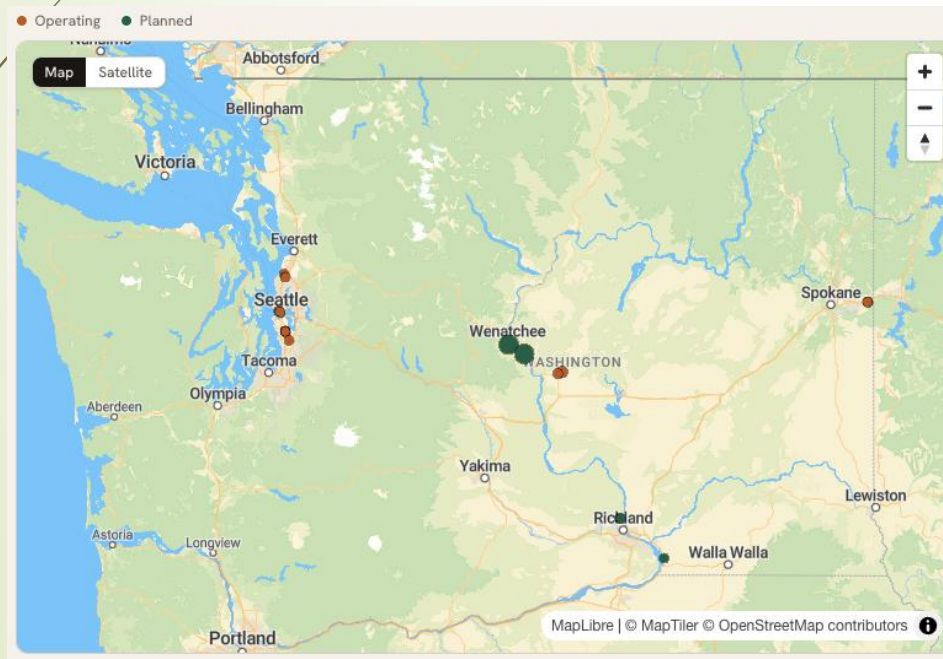 Operating Planned
Nanaimo
Abbotsford
Map Satellite
Bellingham
Victoria
Everett
Seattle
Spokane
Wenatchee
WASHINGTON
Tacoma
Olympia
Aberdeen
Yakima
Lewiston
Richland
Astoria
Longview
Walla Walla
MapLibre | © MapTiler © OpenStreetMap contributors
Portland